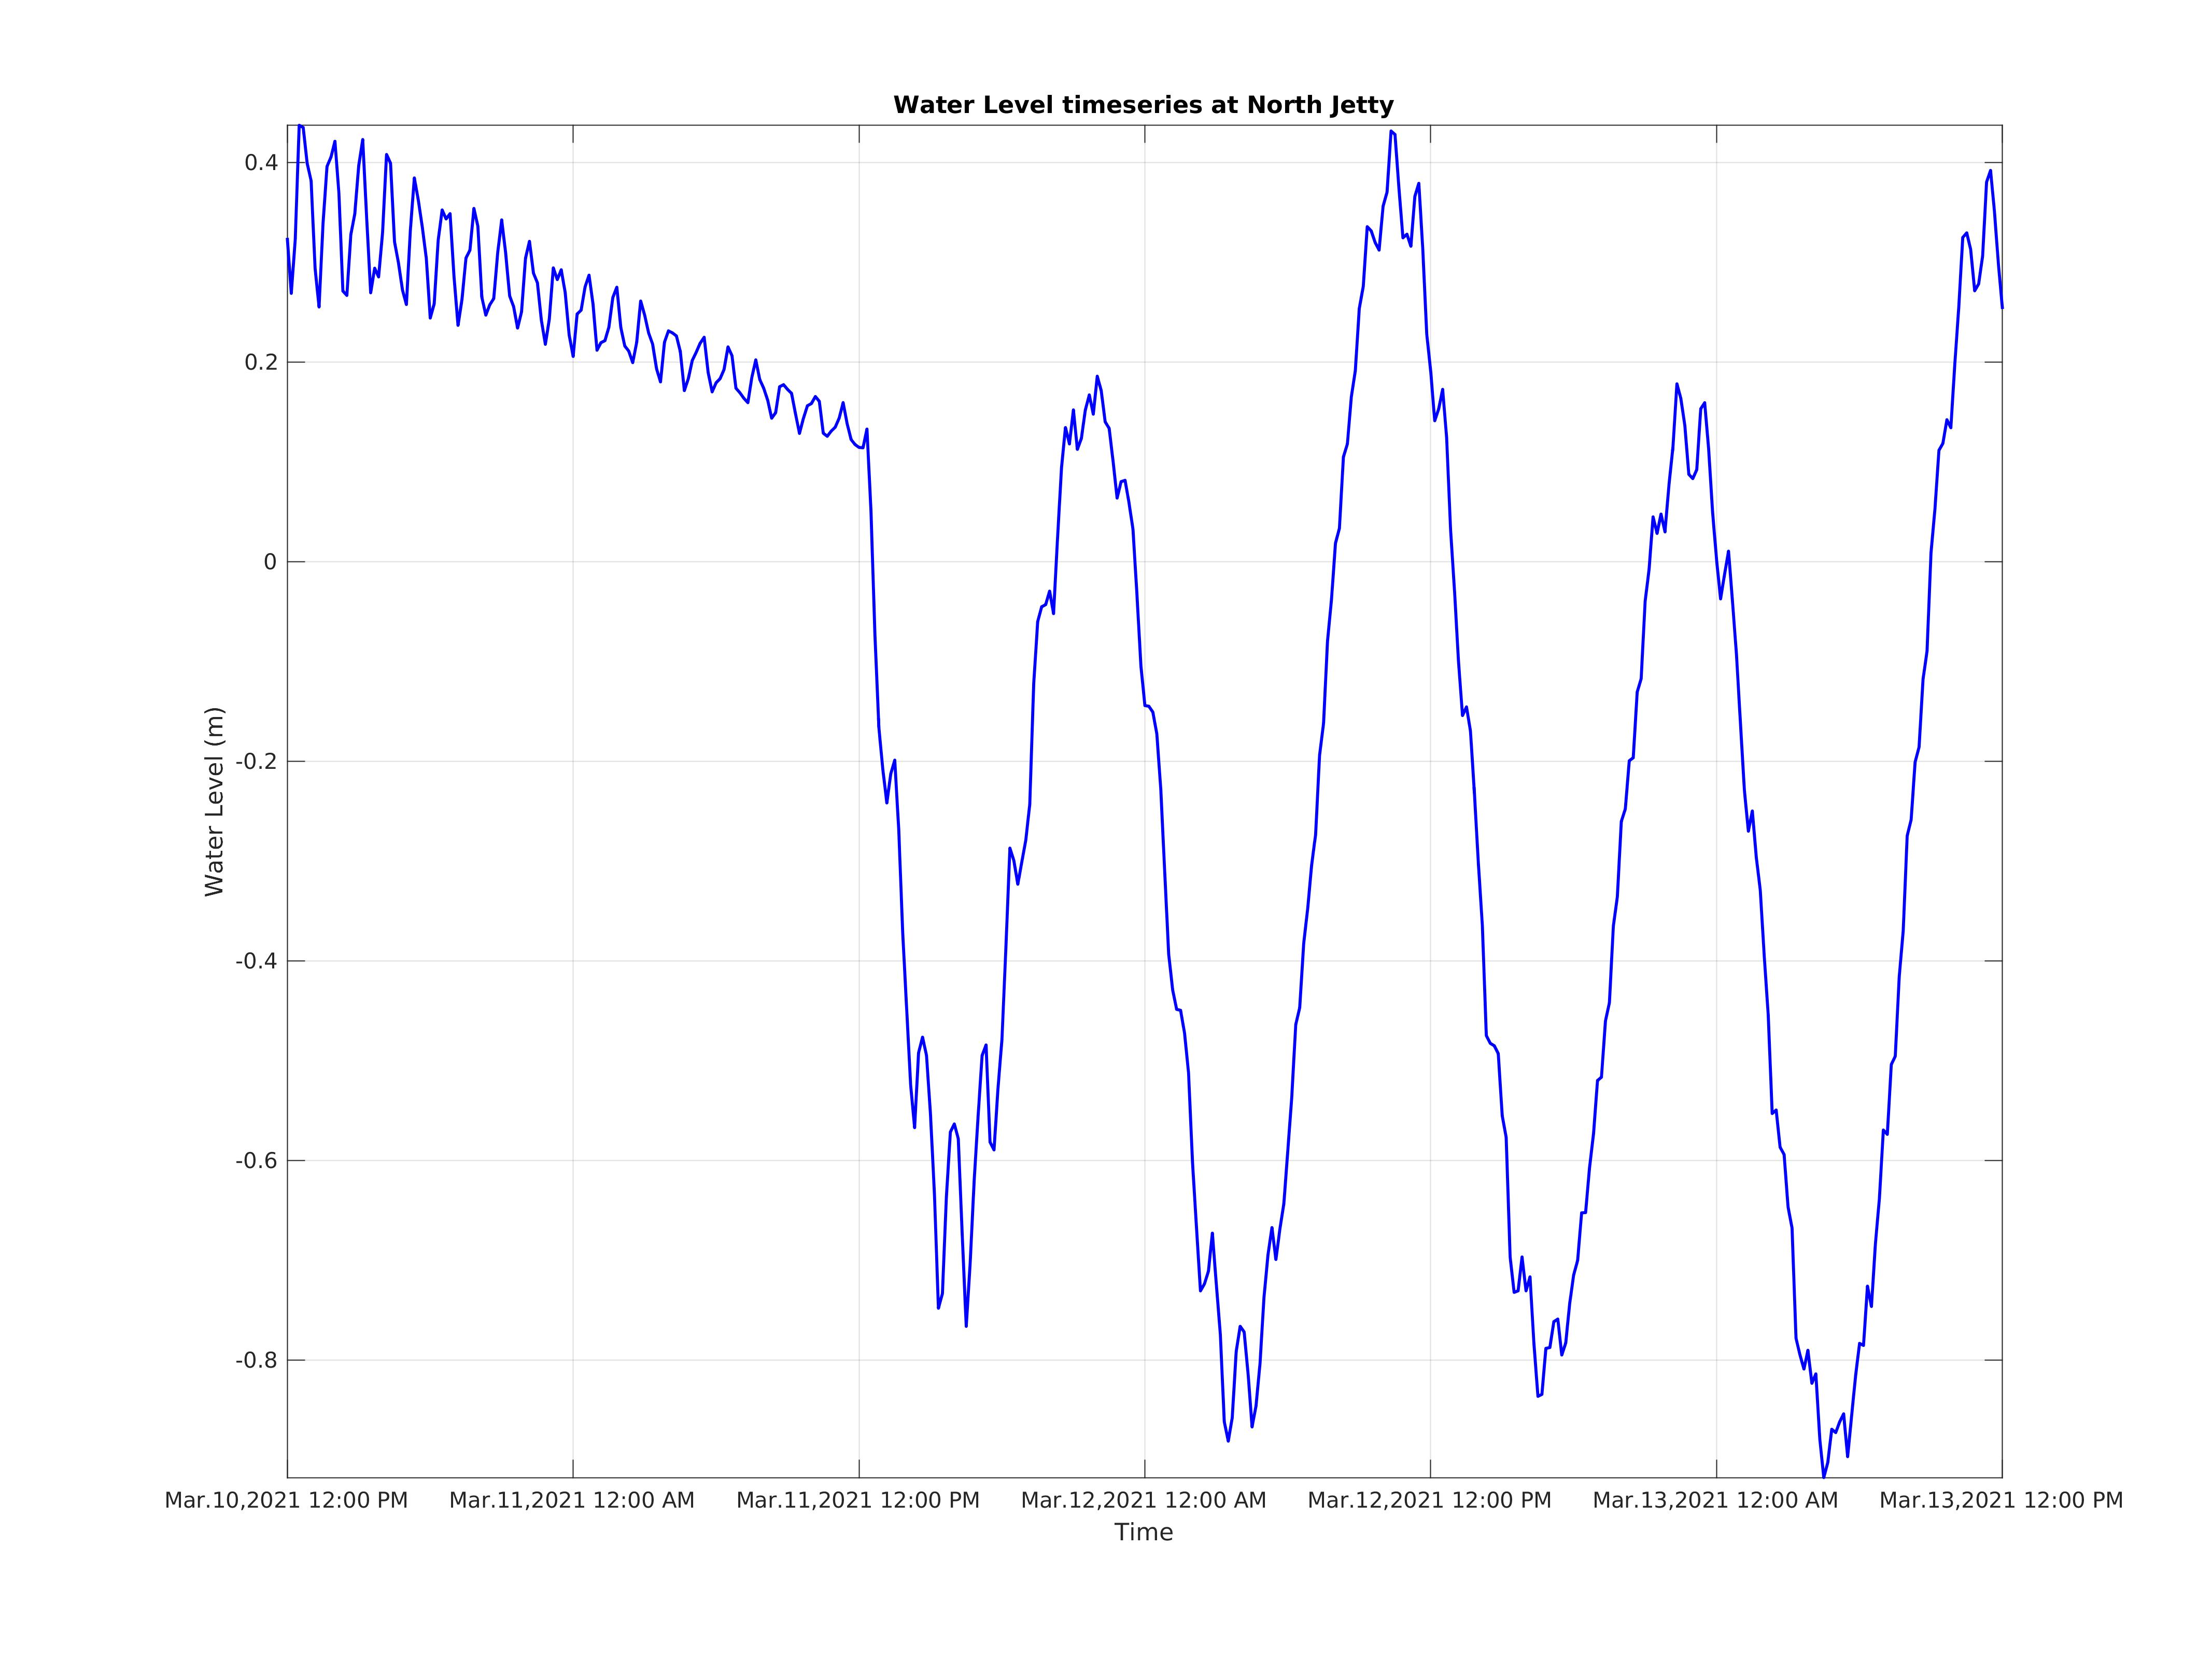 Water Level timeseries at North Jetty
0.4
0.2
0
-0.2
-0.4
-0.6
-0.8
Water Level (m)
Mar.10,2021 12:00 PM Mar.11,2021 12:00 AM Mar.11,2021 12:00 PM Mar.12,2021 12:00 AM Mar.12,2021 12:00 PM Mar.13,2021 12:00 AM Mar.13,2021 12:00 PM
Time